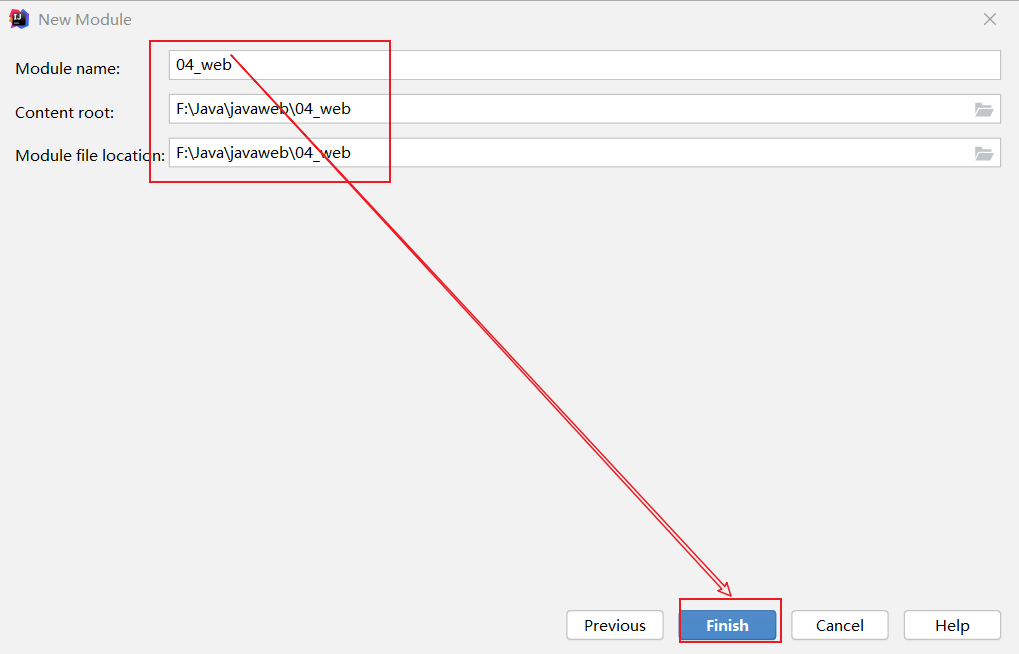 New Module
Module name: 04_web
Content root: F:\Java\javaweb\04_web
Module file location: F:\Java\javaweb\04_web
Previous Finish Cancel Help